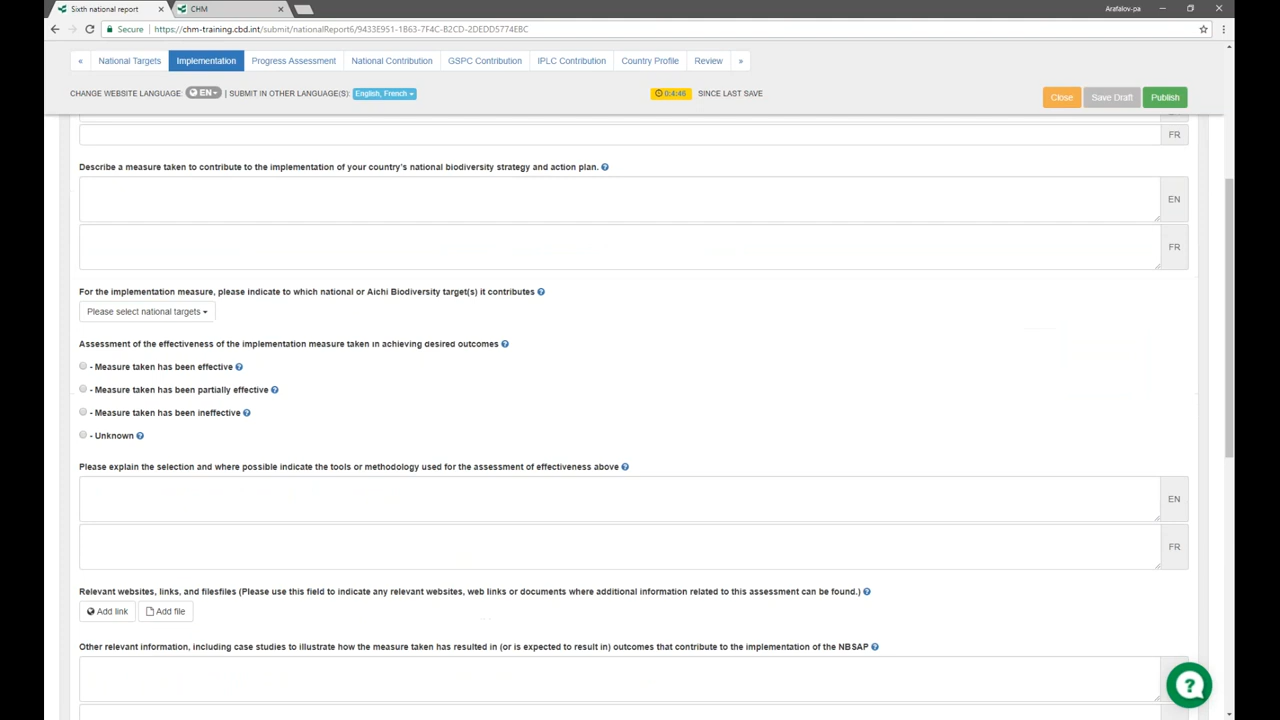 Sixth national report
CHM
Arafalov-pa
Secure
https://chm-training.cbd.int/submit/nationalReport6/9433E951-1B63-7F4C-B2CD-2DEDD5774EBC
« National Targets Implementation Progress Assessment National Contribution GSPC Contribution IPLC Contribution Country Profile Review »
CHANGE WEBSITE LANGUAGE: EN | SUBMIT IN OTHER LANGUAGE(S): English, French 0:4:46 SINCE LAST SAVE
Close Save Draft Publish
FR
Describe a measure taken to contribute to the implementation of your country's national biodiversity strategy and action plan.
EN
FR
For the implementation measure, please indicate to which national or Aichi Biodiversity target(s) it contributes
Please select national targets
Assessment of the effectiveness of the implementation measure taken in achieving desired outcomes
- Measure taken has been effective
- Measure taken has been partially effective
- Measure taken has been ineffective
- Unknown
Please explain the selection and where possible indicate the tools or methodology used for the assessment of effectiveness above
EN
FR
Relevant websites, links, and filesfiles (Please use this field to indicate any relevant websites, web links or documents where additional information related to this assessment can be found.)
Add link Add file
Other relevant information, including case studies to illustrate how the measure taken has resulted in (or is expected to result in) outcomes that contribute to the implementation of the NBSAP